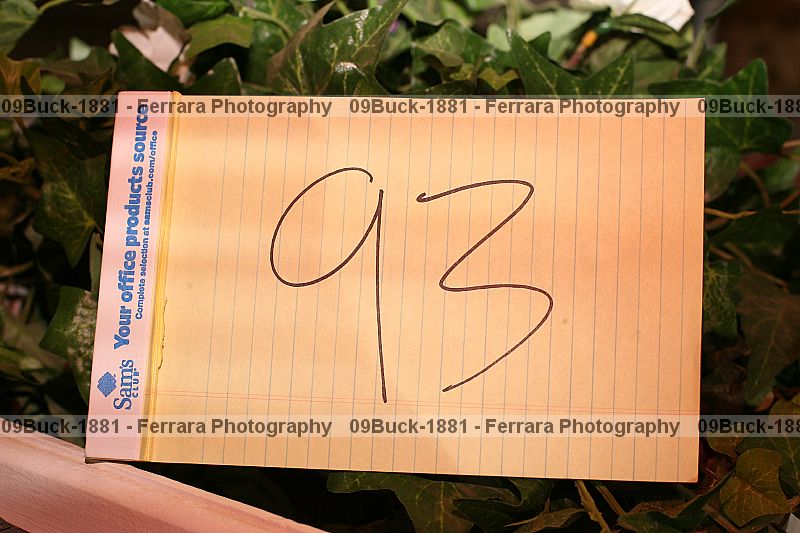 09Buck-1881 - Ferrara Photography 09Buck-1881 - Ferrara Photography 09Buck-1881
93
Your office products source
Complete selection at samsclub.com/office
Sam's
CLUB
09Buck-1881 - Ferrara Photography 09Buck-1881 - Ferrara Photography 09Buck-1881